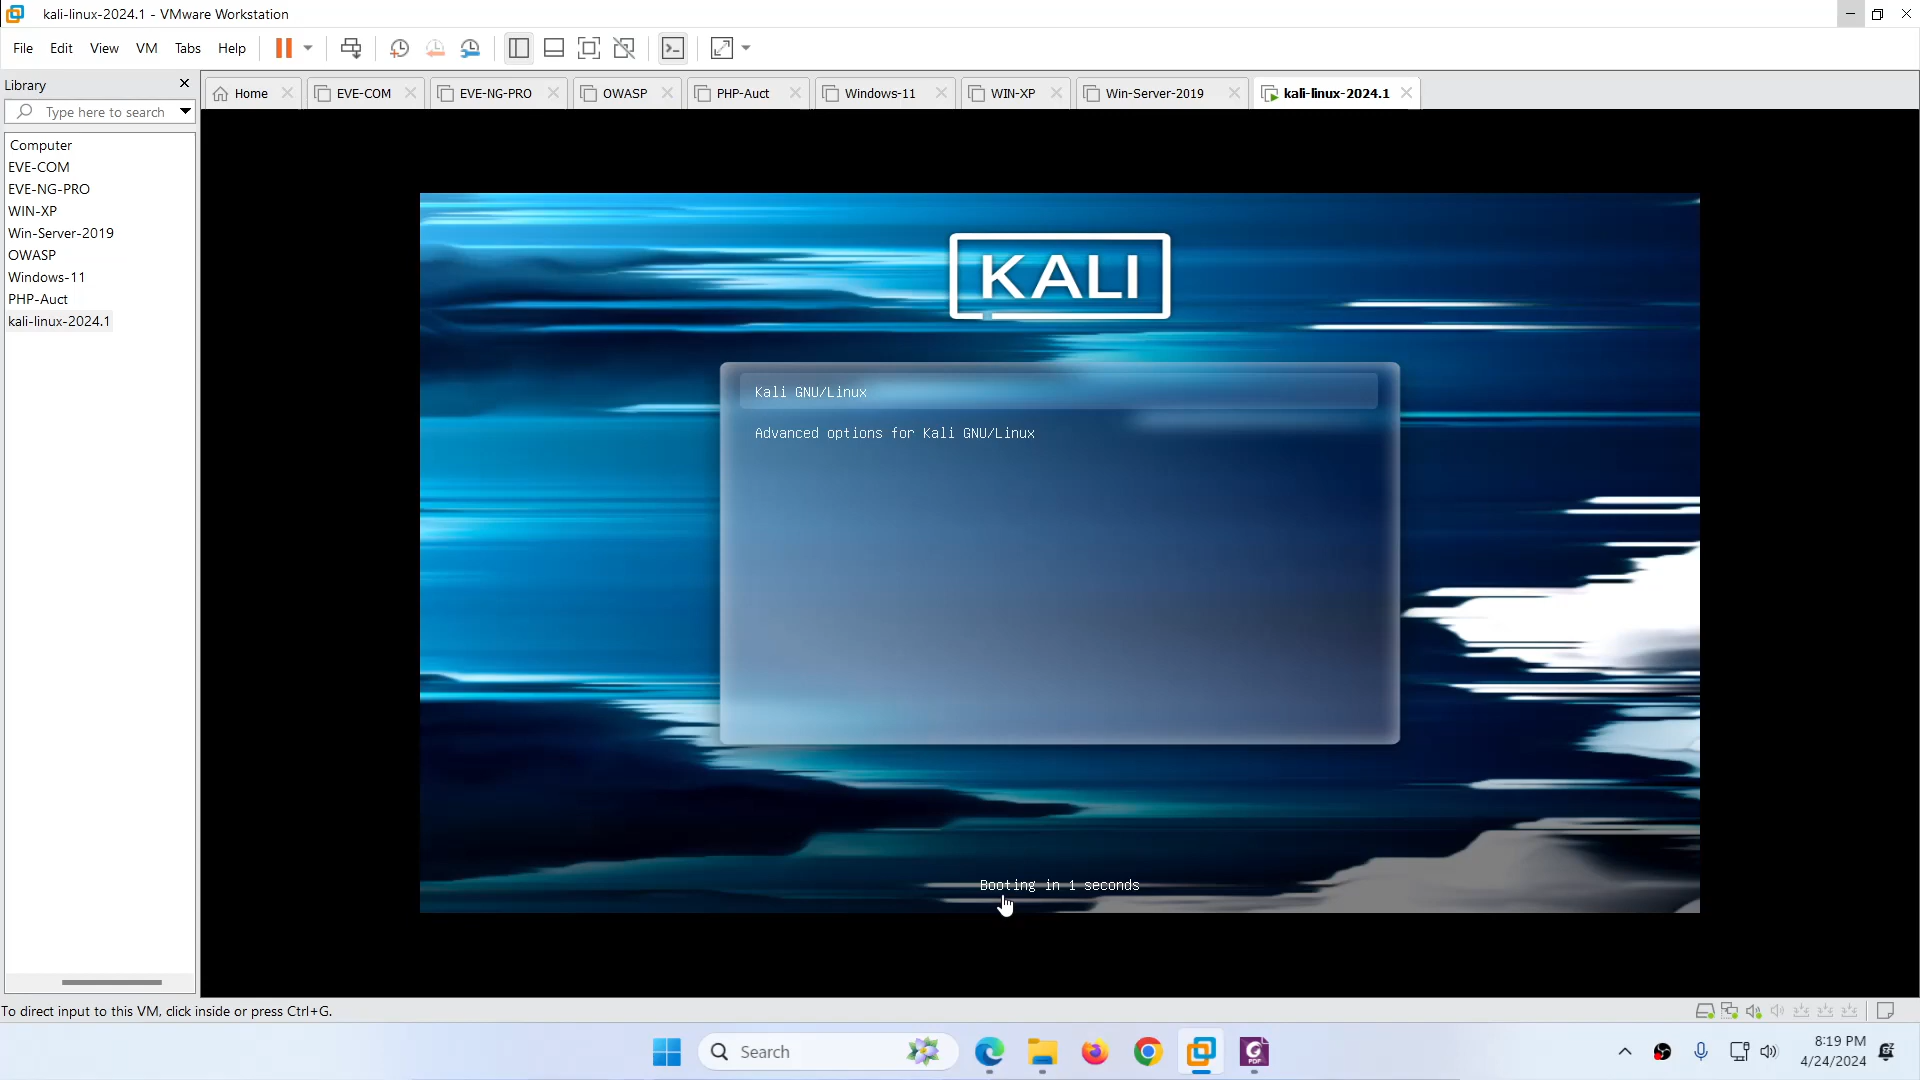 kali-linux-2024.1 - VMware Workstation
File Edit View VM Tabs Help
Library
Type here to search
Computer
EVE-COM
EVE-NG-PRO
WIN-XP
Win-Server-2019
OWASP
Windows-11
PHP-Auct
kali-linux-2024.1
Home EVE-COM EVE-NG-PRO OWASP PHP-Auct Windows-11 WIN-XP Win-Server-2019 kali-linux-2024.1
KALI
Kali GNU/Linux
Advanced options for Kali GNU/Linux
Booting in 1 seconds
To direct input to this VM, click inside or press Ctrl+G.
Search
PDF
8:19 PM
4/24/2024